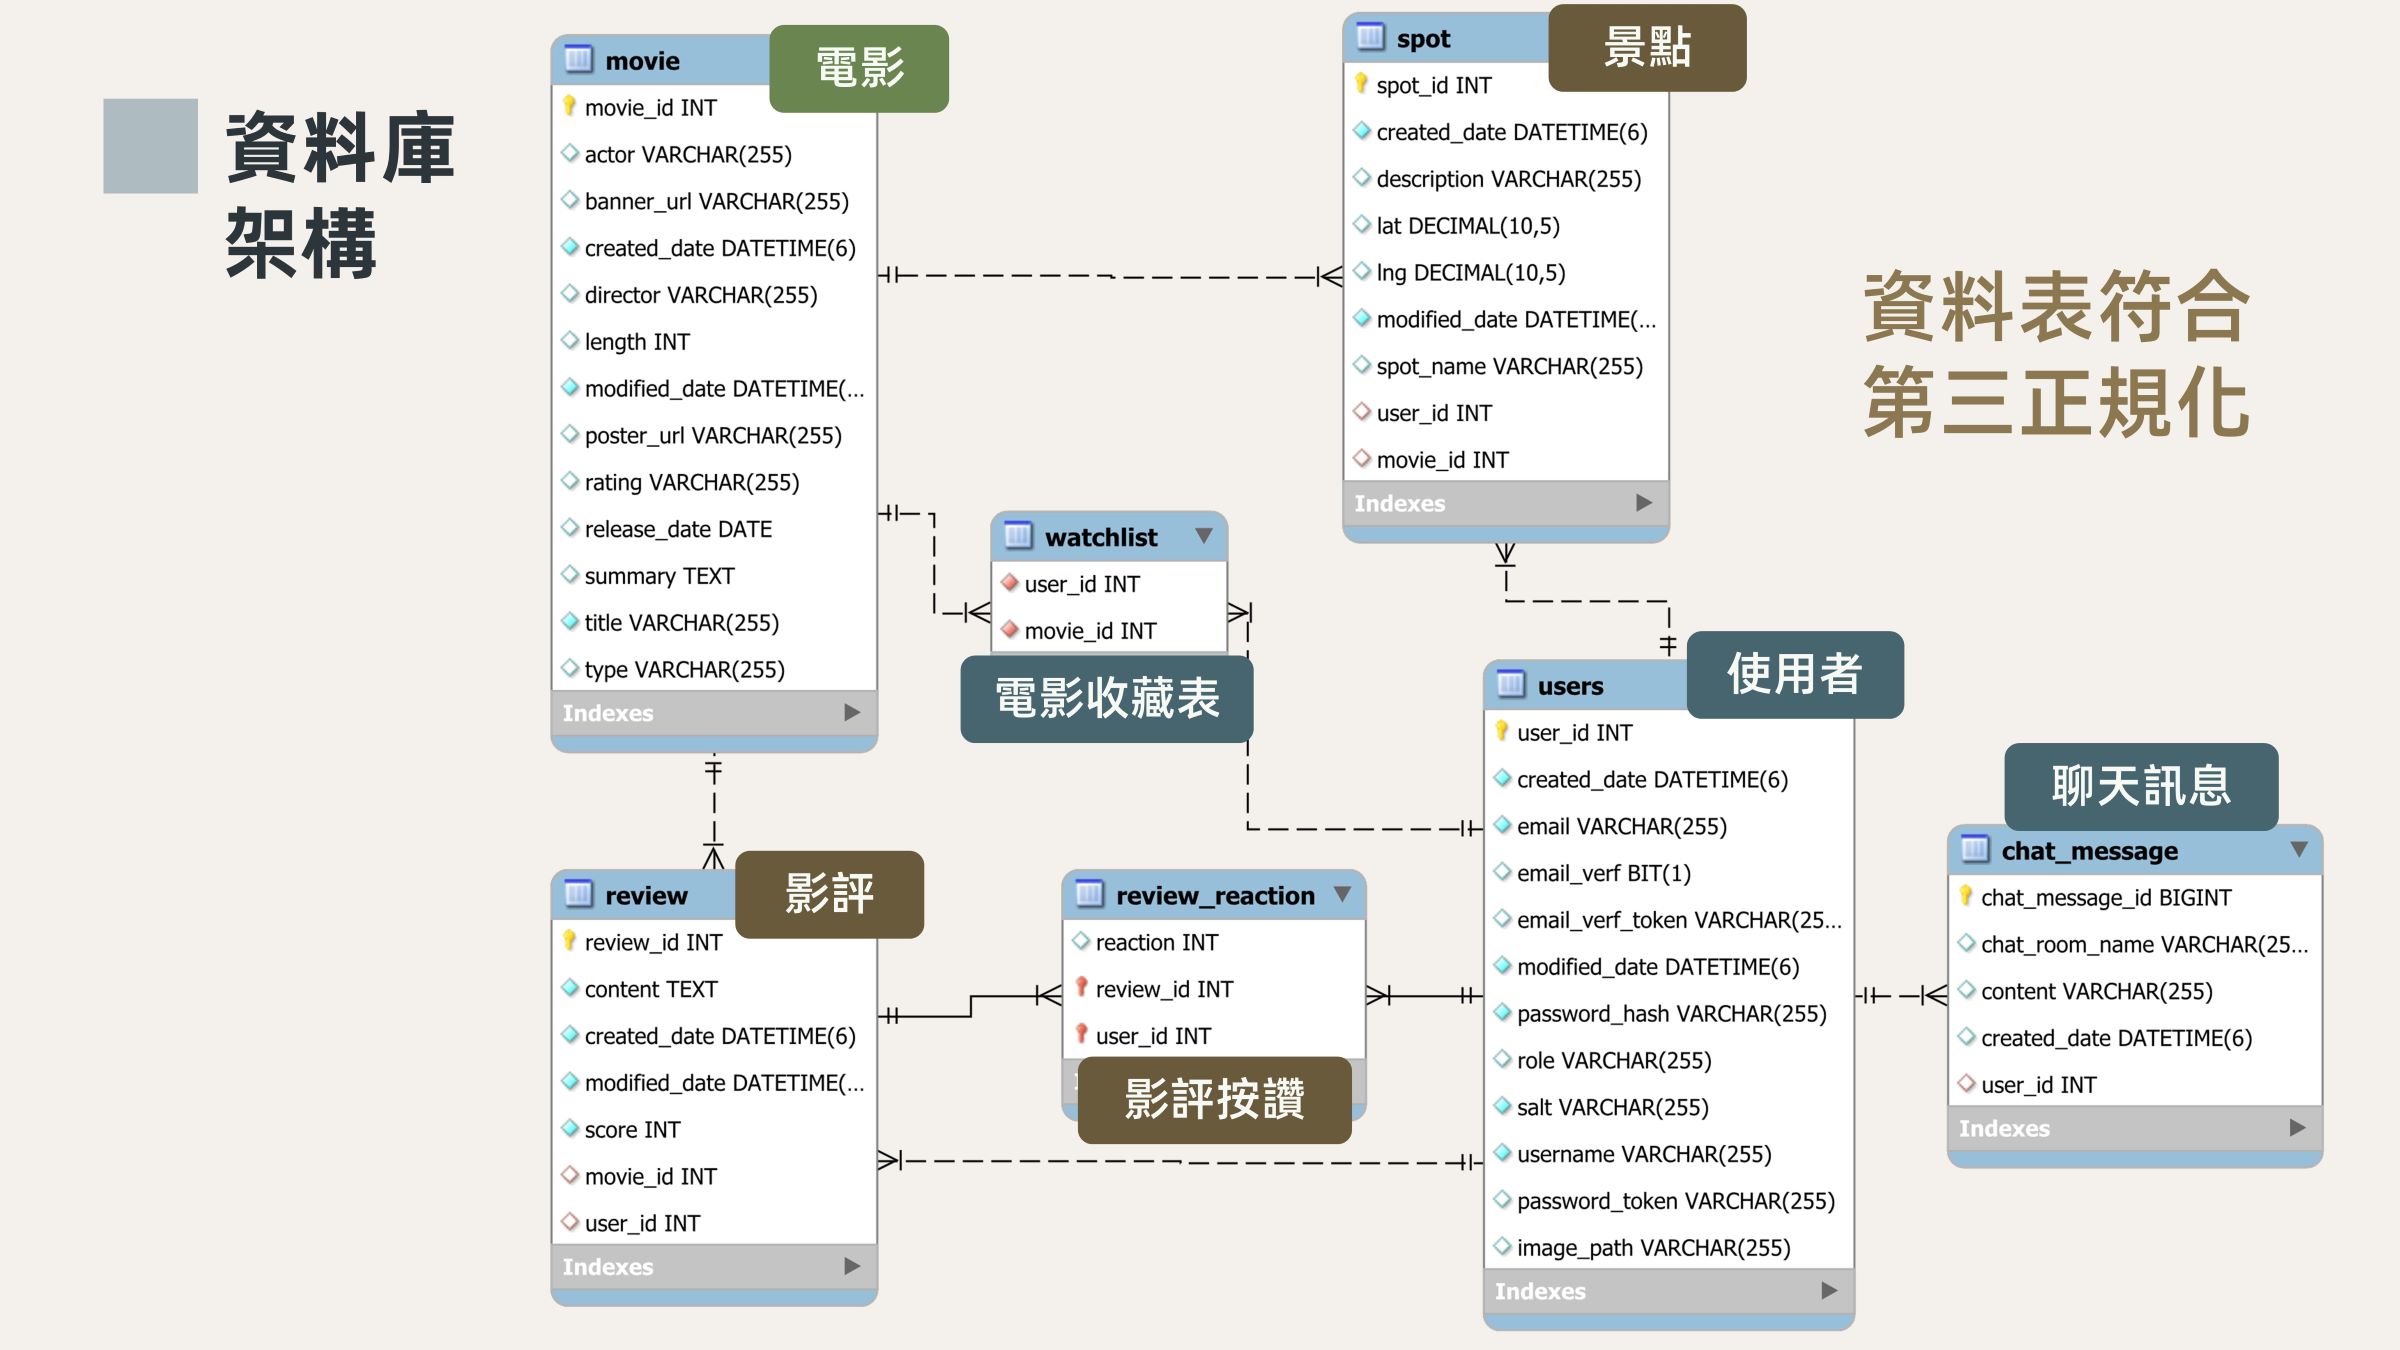 資料庫
架構
資料表符合
第三正規化
movie
電影
movie_id INT
actor VARCHAR(255)
banner_url VARCHAR(255)
created_date DATETIME(6)
director VARCHAR(255)
length INT
modified_date DATETIME(...
poster_url VARCHAR(255)
rating VARCHAR(255)
release_date DATE
summary TEXT
title VARCHAR(255)
type VARCHAR(255)
Indexes
spot
景點
spot_id INT
created_date DATETIME(6)
description VARCHAR(255)
lat DECIMAL(10,5)
lng DECIMAL(10,5)
modified_date DATETIME(...
spot_name VARCHAR(255)
user_id INT
movie_id INT
Indexes
watchlist
user_id INT
movie_id INT
電影收藏表
users
使用者
user_id INT
created_date DATETIME(6)
email VARCHAR(255)
email_verf BIT(1)
email_verf_token VARCHAR(25...
modified_date DATETIME(6)
password_hash VARCHAR(255)
role VARCHAR(255)
salt VARCHAR(255)
username VARCHAR(255)
password_token VARCHAR(255)
image_path VARCHAR(255)
Indexes
聊天訊息
chat_message
chat_message_id BIGINT
chat_room_name VARCHAR(25...
content VARCHAR(255)
created_date DATETIME(6)
user_id INT
Indexes
review
影評
review_id INT
content TEXT
created_date DATETIME(6)
modified_date DATETIME(...
score INT
movie_id INT
user_id INT
Indexes
review_reaction
reaction INT
review_id INT
user_id INT
影評按讚